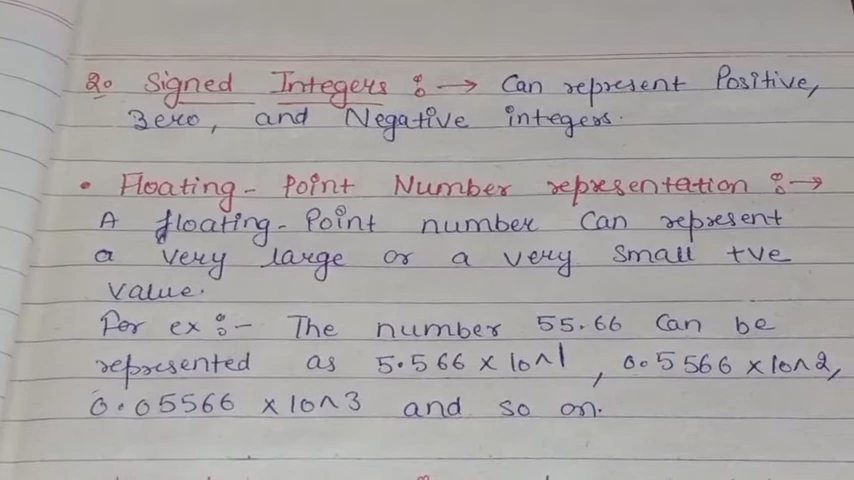 2. Signed Integers :→ Can represent Positive,
Zero, and Negative integers.
• Floating-Point Number representation :→
A floating-Point number Can represent
a very large or a very small +ve
value.
For ex :- The number 55.66 Can be
represented as 5.566 × 10^1, 0.5566 × 10^2,
0.05566 × 10^3 and so on.